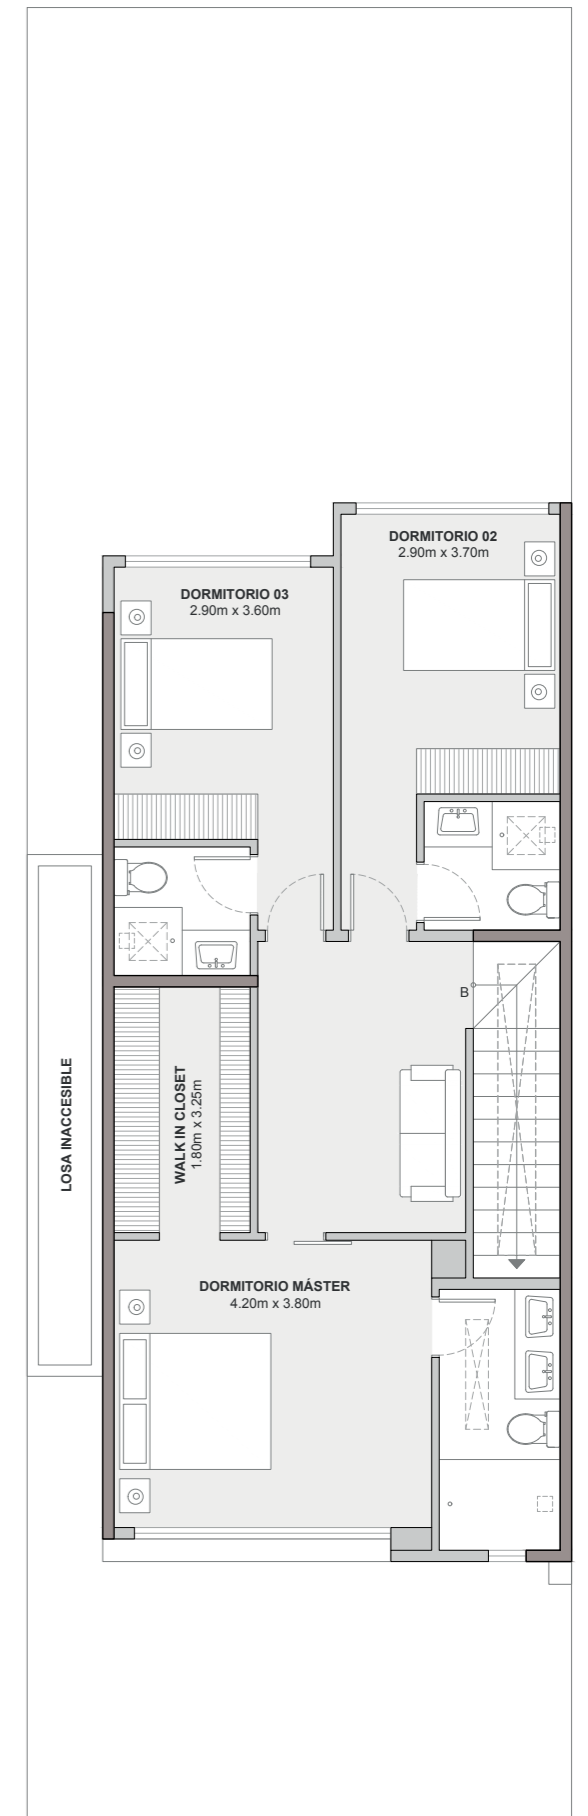 DORMITORIO 02
2.90m x 3.70m
DORMITORIO 03
2.90m x 3.60m
B
WALK IN CLOSET
1.80m x 3.25m
LOSA INACCESIBLE
DORMITORIO MÁSTER
4.20m x 3.80m